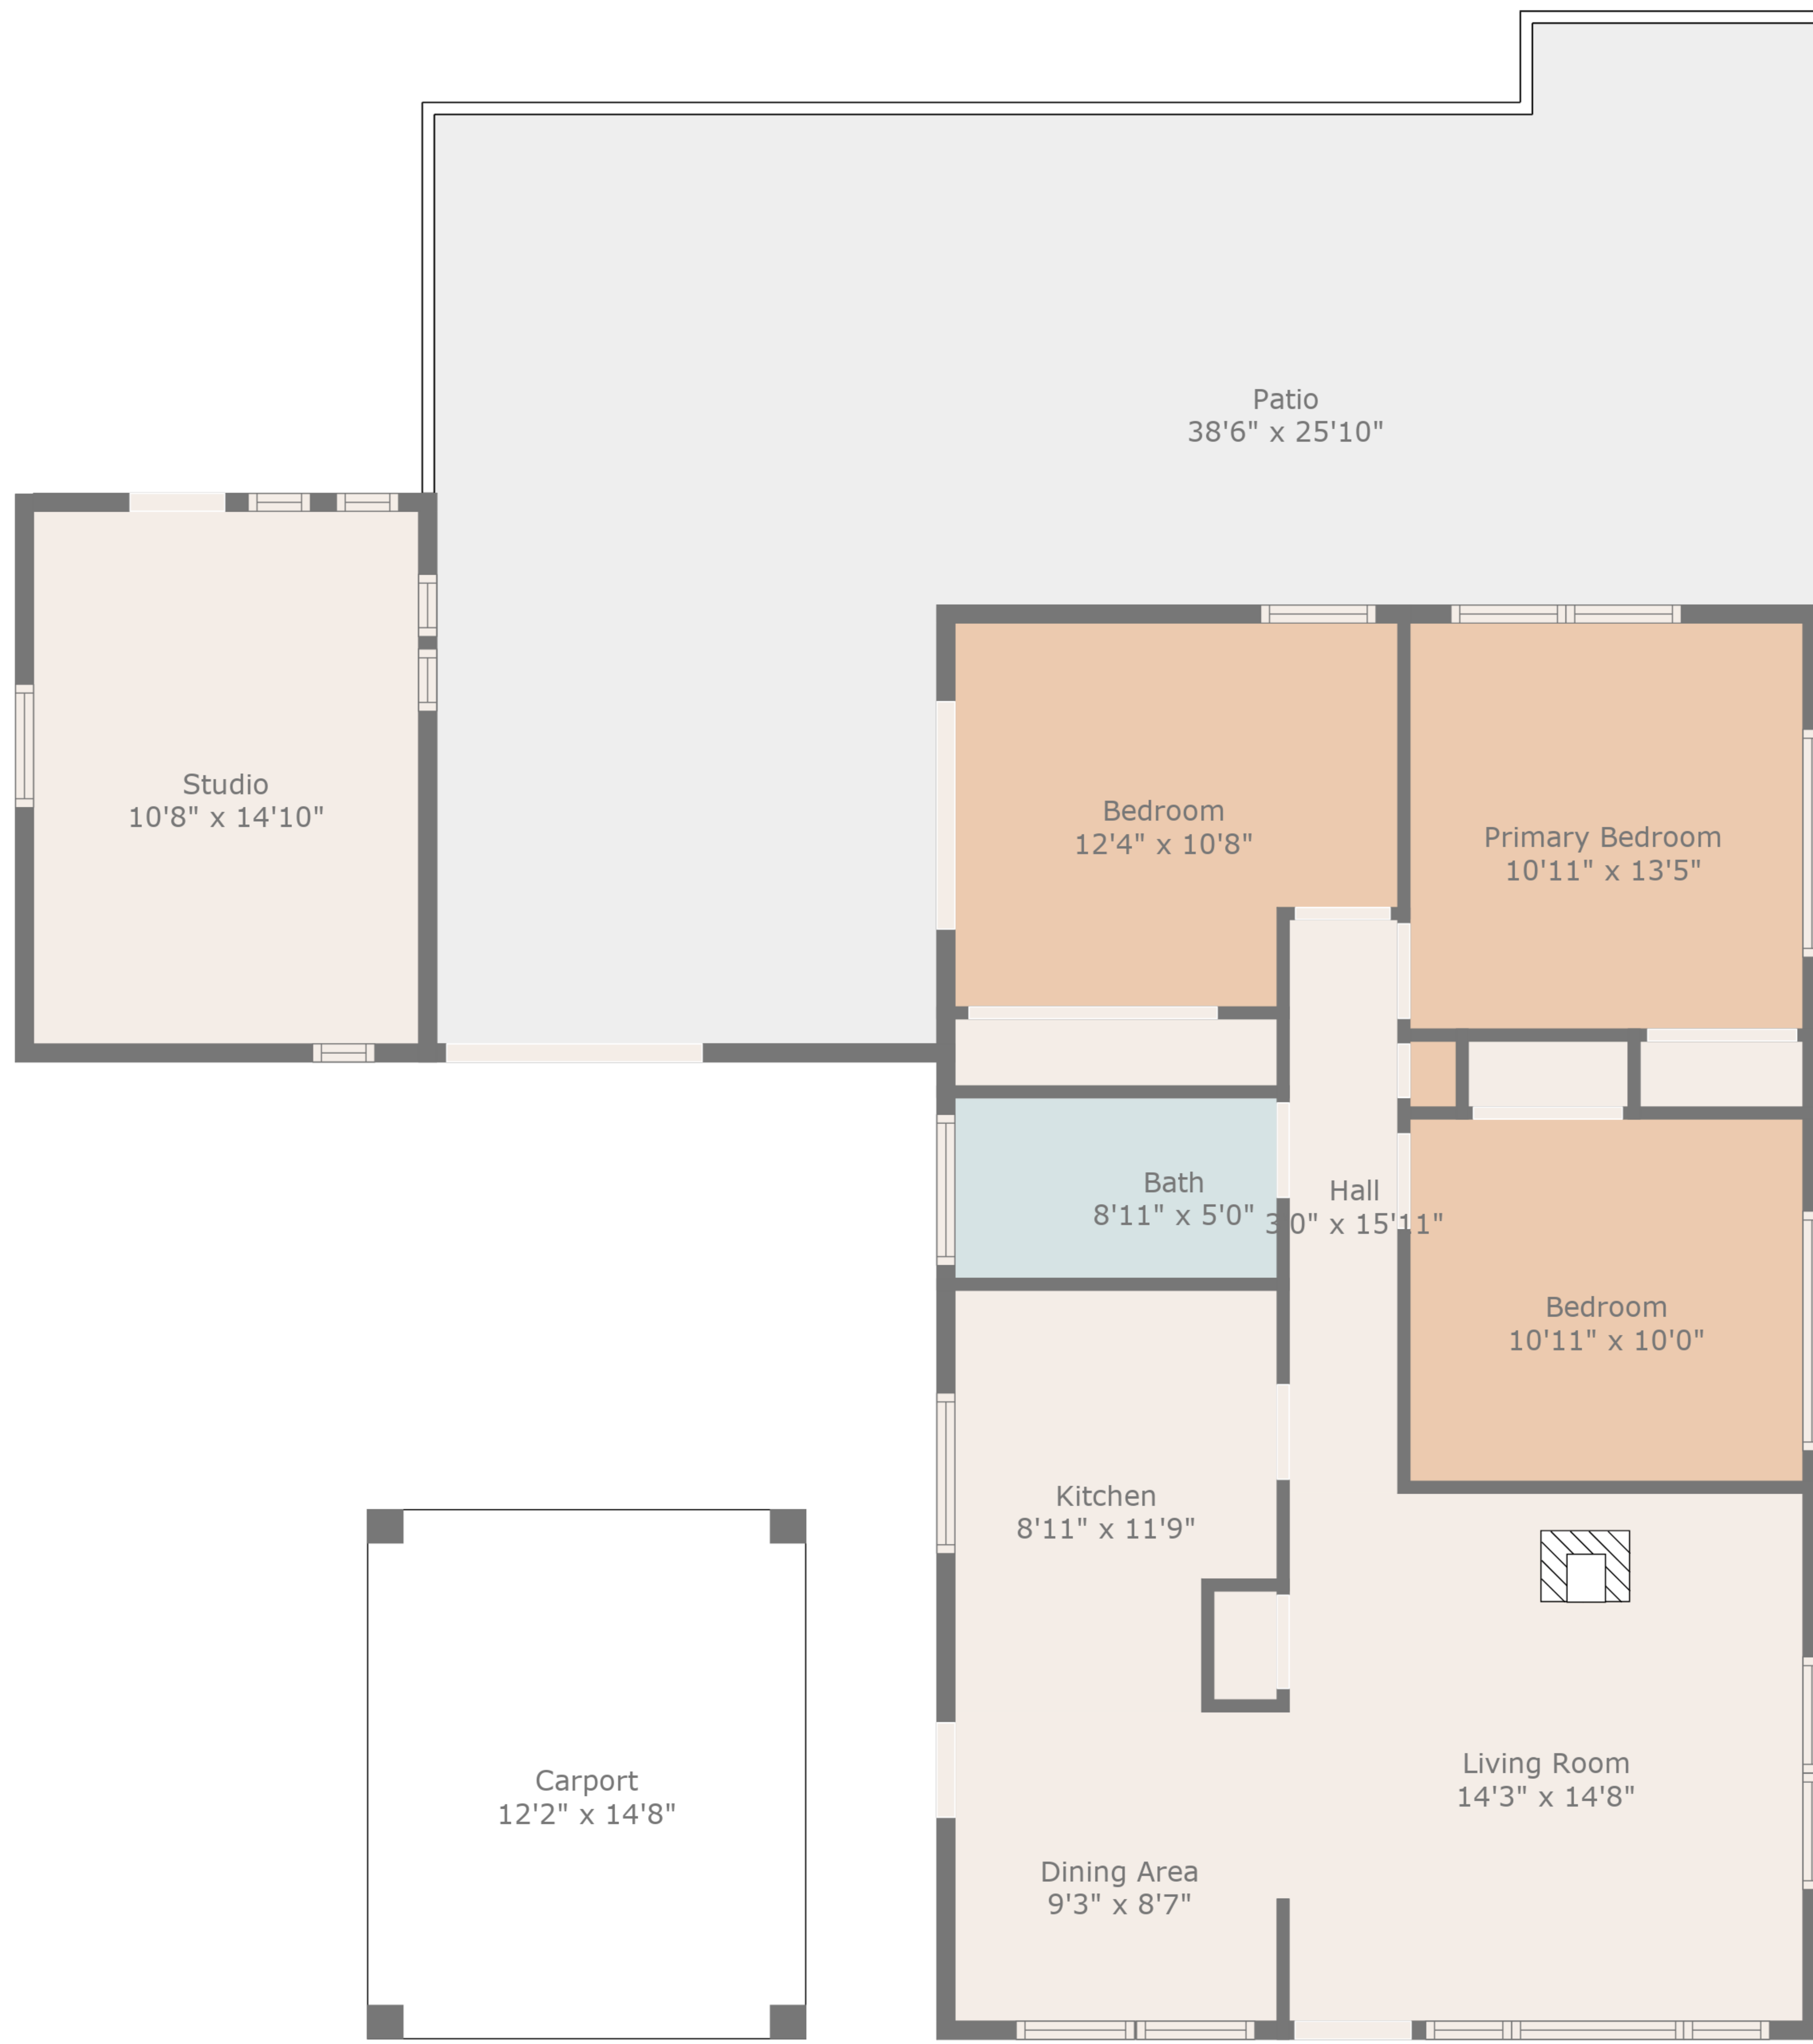 Patio
38'6" x 25'10"
Studio
10'8" x 14'10"
Bedroom
12'4" x 10'8"
Primary Bedroom
10'11" x 13'5"
Bath
8'11" x 5'0"
Hall
3'0" x 15'11"
Bedroom
10'11" x 10'0"
Kitchen
8'11" x 11'9"
Carport
12'2" x 14'8"
Living Room
14'3" x 14'8"
Dining Area
9'3" x 8'7"